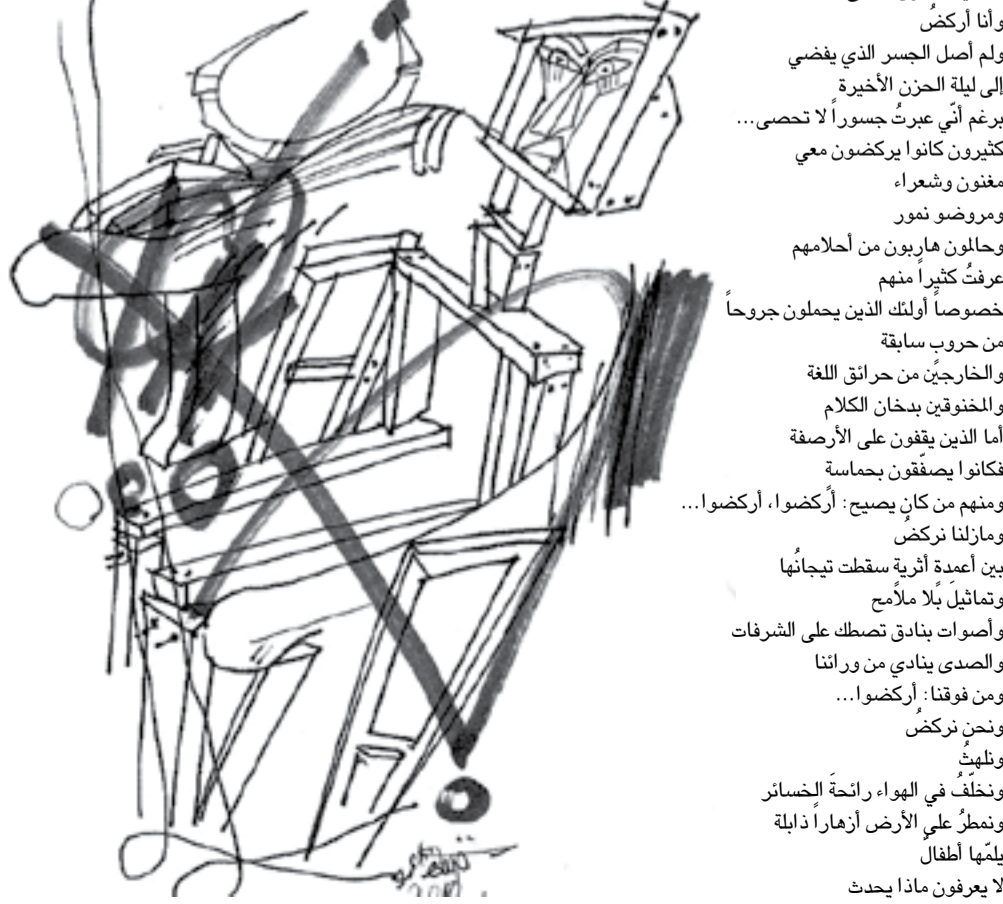 وأنا أركضُ
ولم أصل الجسر الذي يفضي
إلى ليلة الحزن الأخيرة
برغم أنّي عبرتُ جسوراً لا تحصى...
كثيرون كانوا يركضون معي
مغنون وشعراء
ومروضو نمور
وحالمون هاربون من أحلامهم
عرفتُ كثيراً منهم
خصوصاً أولئك الذين يحملون جروحاً
من حروب سابقة
والخارجين من حرائق اللغة
والمخنوقين بدخان الكلام
أما الذين يقفون على الأرصفة
فكانوا يصفّقون بحماسة
ومنهم من كان يصيح: أركضوا، أركضوا...
ومازلنا نركضُ
بين أعمدة أثرية سقطت تيجانُها
وتماثيلَ بلا ملامح
وأصوات بنادق تصطك على الشرفات
والصدى ينادي من ورائنا
ومن فوقنا: أركضوا...
ونحن نركضُ
ونلهثُ
ونخلّفُ في الهواء رائحةَ الخسائر
ونمطرُ على الأرض أزهاراً ذابلة
يلمّها أطفالٌ
لا يعرفون ماذا يحدث